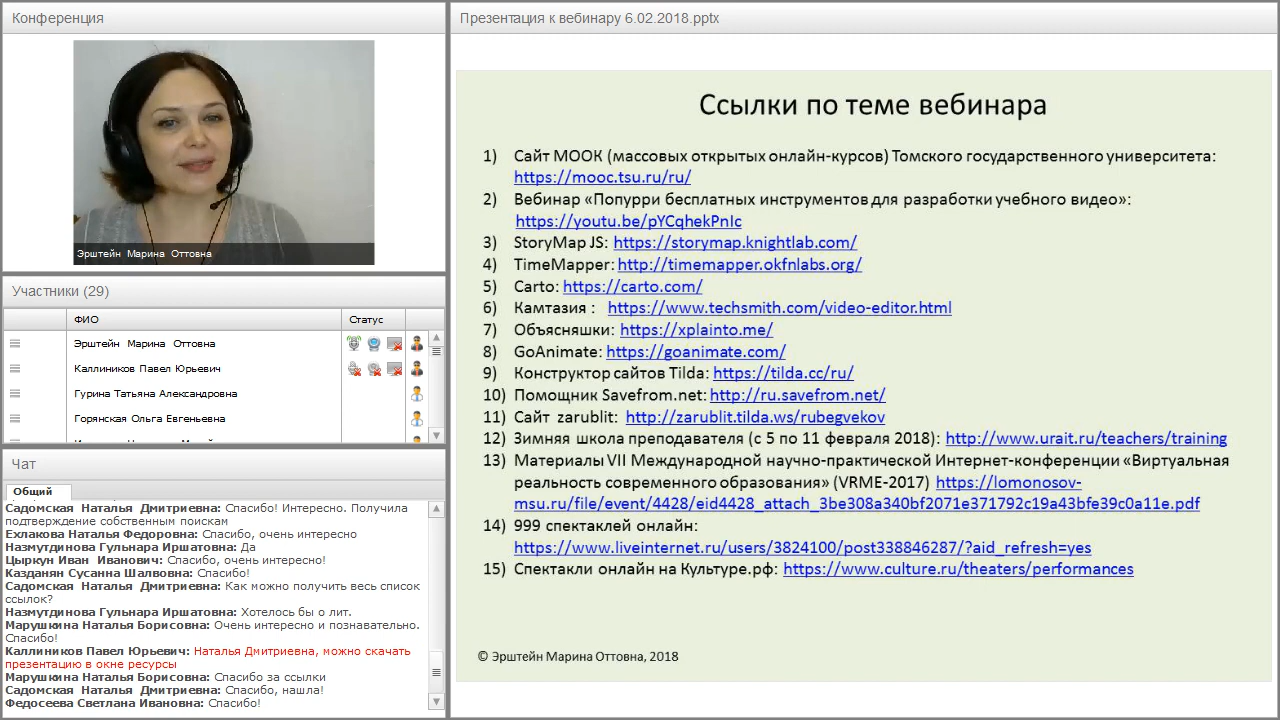 Конференция
Эрштейн Марина Оттовна
Участники (29)
ФИО
Статус
Эрштейн Марина Оттовна
Каллиников Павел Юрьевич
Гурина Татьяна Александровна
Горянская Ольга Евгеньевна
Чат
Общий
Садомская Наталья Дмитриевна: Спасибо! Интересно. Получила
подтверждение собственным поискам
Ехлакова Наталья Федоровна: Спасибо, очень интересно
Назмутдинова Гульнара Иршатовна: Да
Цыркун Иван Иванович: Спасибо, очень интересно!
Казданян Сусанна Шалвовна: Спасибо!
Садомская Наталья Дмитриевна: Как можно получить весь список
ссылок?
Назмутдинова Гульнара Иршатовна: Хотелось бы о лит.
Марушкина Наталья Борисовна: Очень интересно и познавательно.
Спасибо!
Каллиников Павел Юрьевич: Наталья Дмитриевна, можно скачать
презентацию в окне ресурсы
Марушкина Наталья Борисовна: Спасибо за ссылки
Садомская Наталья Дмитриевна: Спасибо, нашла!
Федосеева Светлана Ивановна: Спасибо!
Презентация к вебинару 6.02.2018.pptx
Ссылки по теме вебинара
1) Сайт МООК (массовых открытых онлайн-курсов) Томского государственного университета:
https://mooc.tsu.ru/ru/
2) Вебинар «Попурри бесплатных инструментов для разработки учебного видео»:
https://youtu.be/pYCqhekPnIc
3) StoryMap JS: https://storymap.knightlab.com/
4) TimeMapper: http://timemapper.okfnlabs.org/
5) Carto: https://carto.com/
6) Камтазия : https://www.techsmith.com/video-editor.html
7) Объясняшки: https://xplainto.me/
8) GoAnimate: https://goanimate.com/
9) Конструктор сайтов Tilda: https://tilda.cc/ru/
10) Помощник Savefrom.net: http://ru.savefrom.net/
11) Сайт zarublit: http://zarublit.tilda.ws/rubegvekov
12) Зимняя школа преподавателя (с 5 по 11 февраля 2018): http://www.urait.ru/teachers/training
13) Материалы VII Международной научно-практической Интернет-конференции «Виртуальная
реальность современного образования» (VRME-2017) https://lomonosov-
msu.ru/file/event/4428/eid4428_attach_3be308a340bf2071e371792c19a43bfe39c0a11e.pdf
14) 999 спектаклей онлайн:
https://www.liveinternet.ru/users/3824100/post338846287/?aid_refresh=yes
15) Спектакли онлайн на Культуре.рф: https://www.culture.ru/theaters/performances
© Эрштейн Марина Оттовна, 2018